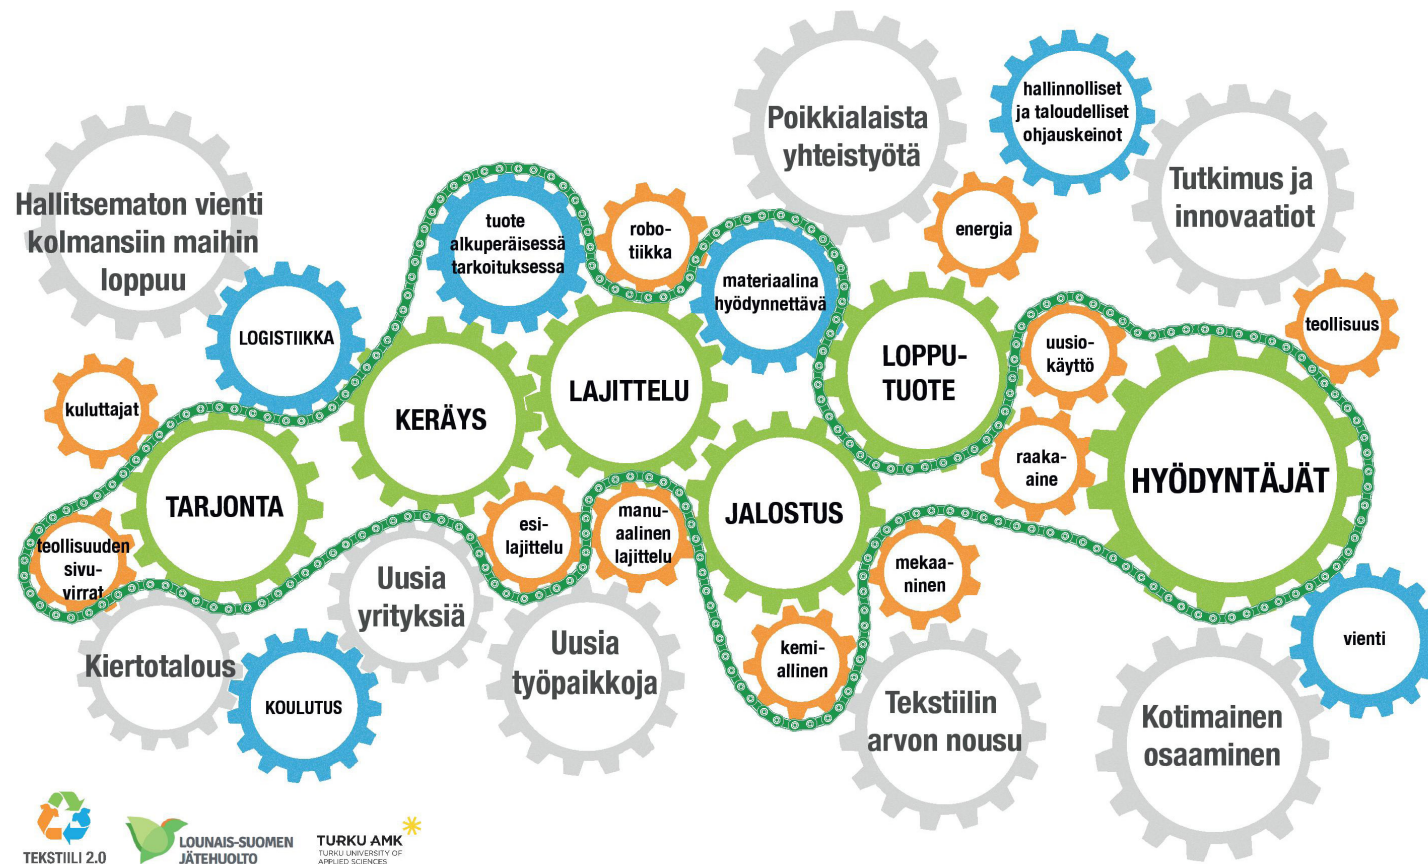 Hallitsematon vienti
kolmansiin maihin
loppuu
LOGISTIIKKA
kuluttajat
TARJONTA
teollisuuden
sivu-
virrat
Kiertotalous
KOULUTUS
tuote
alkuperäisessä
tarkoituksessa
KERÄYS
Uusia
yrityksiä
esi-
lajittelu
robo-
tiikka
LAJITTELU
manu-
aalinen
lajittelu
Uusia
työpaikkoja
materiaalina
hyödynnettävä
JALOSTUS
kemi-
allinen
mekaa-
ninen
Tekstiilin
arvon nousu
Poikkialaista
yhteistyötä
energia
LOPPU-
TUOTE
hallinnolliset
ja taloudelliset
ohjauskeinot
uusio-
käyttö
raaka-
aine
Tutkimus ja
innovaatiot
teollisuus
HYÖDYNTÄJÄT
vienti
Kotimainen
osaaminen
TEKSTIILI 2.0
LOUNAIS-SUOMEN
JÄTEHUOLTO
TURKU AMK
TURKU UNIVERSITY OF
APPLIED SCIENCES